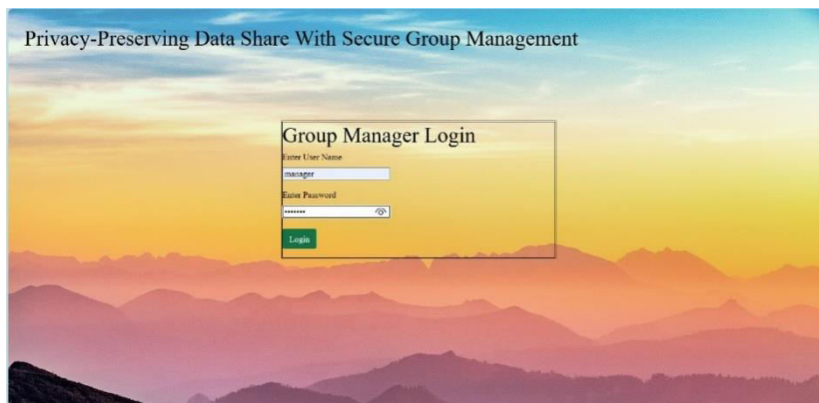 Privacy-Preserving Data Share With Secure Group Management
Group Manager Login
Enter User Name
manager
Enter Password
•••••••
Login